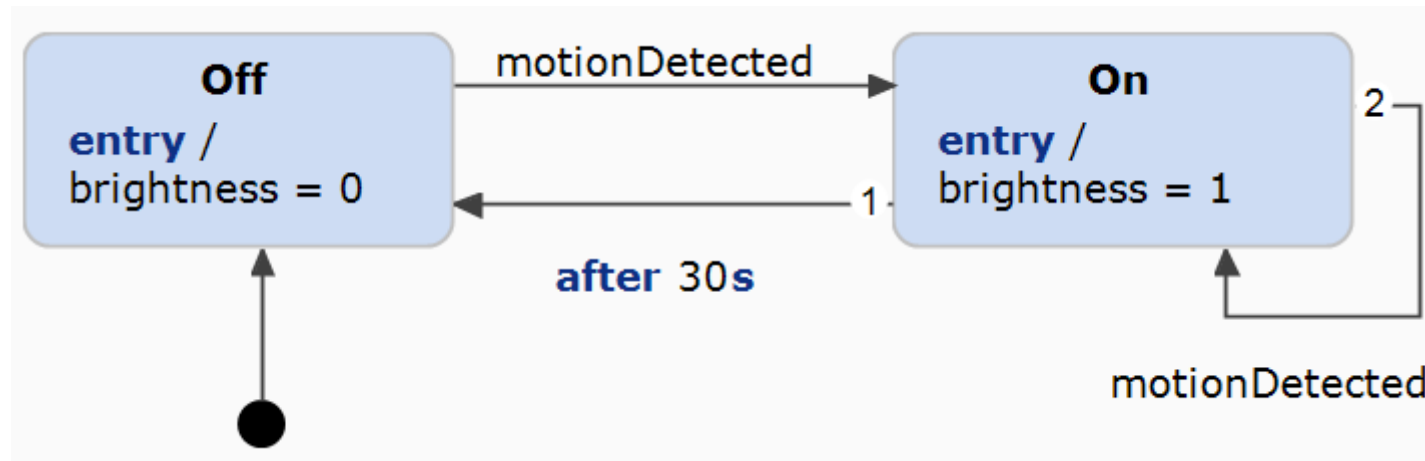 Off
entry /
brightness = 0
motionDetected
1
after 30s
On
entry /
brightness = 1
2
motionDetected